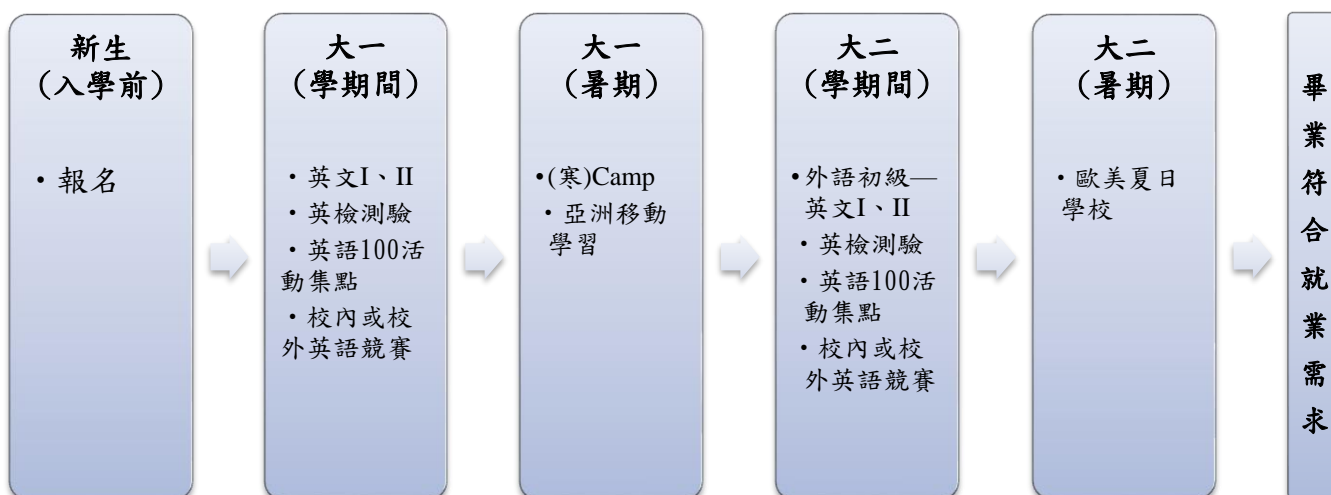 新生
（入學前）
・報名
大一
（學期間）
・英文I、II
・英檢測驗
・英語100活
動集點
・校內或校
外英語競賽
大一
（暑期）
•(寒)Camp
・亞洲移動
學習
大二
（學期間）
•外語初級—
英文I、II
・英檢測驗
・英語100活
動集點
・校內或校
外英語競賽
大二
（暑期）
・歐美夏日
學校
畢業符合就業需求